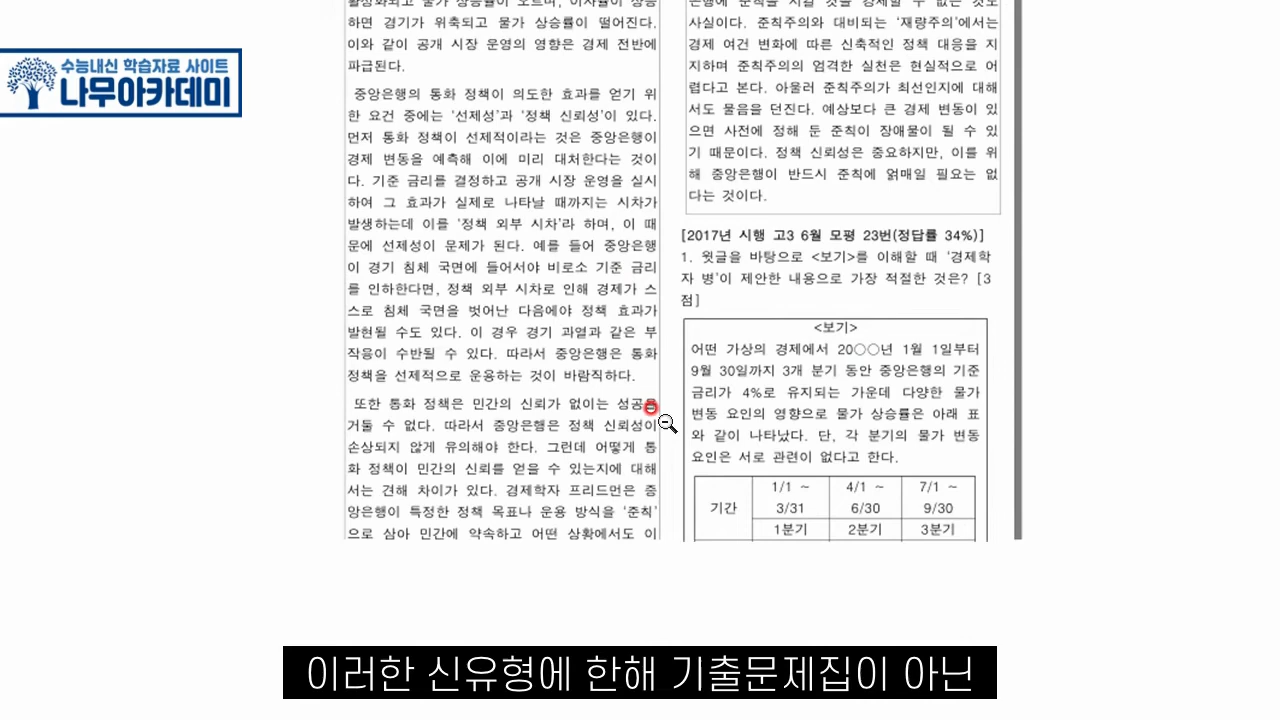 수능내신 학습자료 사이트
나무아카데미
활성화되고 물가 상승률이 오르며, 이자율이 상승
하면 경기가 위축되고 물가 상승률이 떨어진다.
이와 같이 공개 시장 운영의 영향은 경제 전반에
파급된다.
중앙은행의 통화 정책이 의도한 효과를 얻기 위
한 요건 중에는 ‘선제성’과 ‘정책 신뢰성’이 있다.
먼저 통화 정책이 선제적이라는 것은 중앙은행이
경제 변동을 예측해 이에 미리 대처한다는 것이
다. 기준 금리를 결정하고 공개 시장 운영을 실시
하여 그 효과가 실제로 나타날 때까지는 시차가
발생하는데 이를 ‘정책 외부 시차’라 하며, 이 때
문에 선제성이 문제가 된다. 예를 들어 중앙은행
이 경기 침체 국면에 들어서야 비로소 기준 금리
를 인하한다면, 정책 외부 시차로 인해 경제가 스
스로 침체 국면을 벗어난 다음에야 정책 효과가
발현될 수도 있다. 이 경우 경기 과열과 같은 부
작용이 수반될 수 있다. 따라서 중앙은행은 통화
정책을 선제적으로 운용하는 것이 바람직하다.
또한 통화 정책은 민간의 신뢰가 없이는 성공을
거둘 수 없다. 따라서 중앙은행은 정책 신뢰성이
손상되지 않게 유의해야 한다. 그런데 어떻게 통
화 정책이 민간의 신뢰를 얻을 수 있는지에 대해
서는 견해 차이가 있다. 경제학자 프리드먼은 중
앙은행이 특정한 정책 목표나 운용 방식을 ‘준칙’
으로 삼아 민간에 약속하고 어떤 상황에서도 이
은행에 준칙을 지킬 것을 강제할 수 없는 것도
사실이다. 준칙주의와 대비되는 ‘재량주의’에서는
경제 여건 변화에 따른 신축적인 정책 대응을 지
지하며 준칙주의의 엄격한 실천은 현실적으로 어
렵다고 본다. 아울러 준칙주의가 최선인지에 대해
서도 물음을 던진다. 예상보다 큰 경제 변동이 있
으면 사전에 정해 둔 준칙이 장애물이 될 수 있
기 때문이다. 정책 신뢰성은 중요하지만, 이를 위
해 중앙은행이 반드시 준칙에 얽매일 필요는 없
다는 것이다.
[2017년 시행 고3 6월 모평 23번(정답률 34%)]
1. 윗글을 바탕으로 <보기>를 이해할 때 ‘경제학
자 병’이 제안한 내용으로 가장 적절한 것은? [3
점]
<보기>
어떤 가상의 경제에서 20○○년 1월 1일부터
9월 30일까지 3개 분기 동안 중앙은행의 기준
금리가 4%로 유지되는 가운데 다양한 물가
변동 요인의 영향으로 물가 상승률은 아래 표
와 같이 나타났다. 단, 각 분기의 물가 변동
요인은 서로 관련이 없다고 한다.
기간
1/1 ~ 4/1 ~ 7/1 ~
3/31 6/30 9/30
1분기 2분기 3분기
이러한 신유형에 한해 기출문제집이 아닌